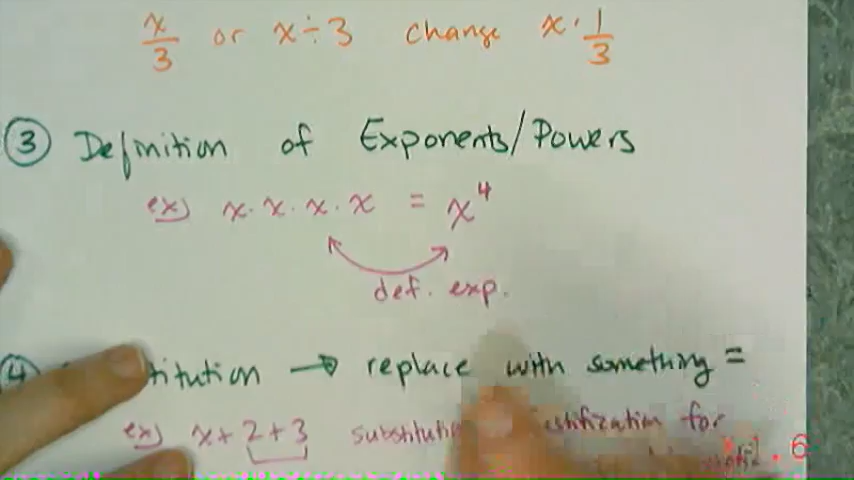 x/3 or x÷3 change x·1/3
③ Definition of Exponents/Powers
ex) x·x·x·x = x⁴
def. exp.
④ → replace with something =
ex) x+2+3 for